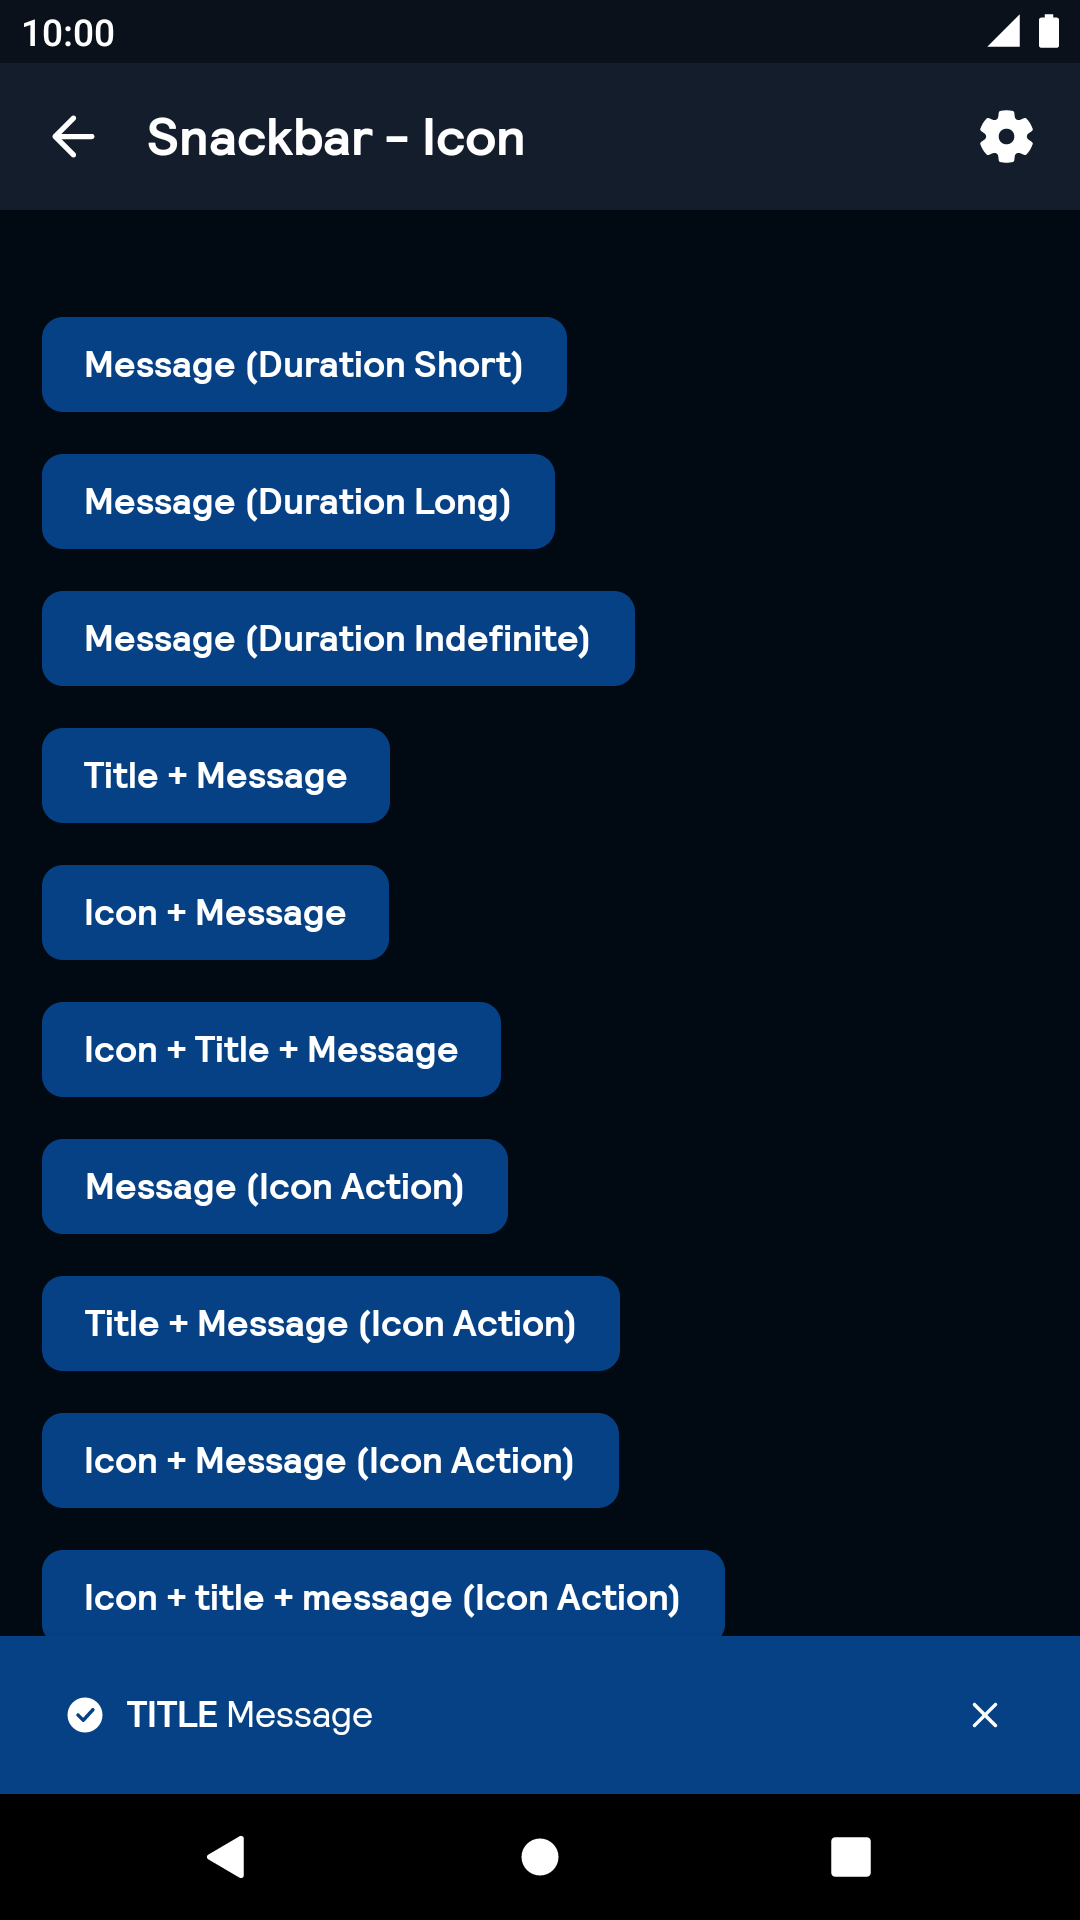 10:00
Snackbar - Icon
Message (Duration Short)
Message (Duration Long)
Message (Duration Indefinite)
Title + Message
Icon + Message
Icon + Title + Message
Message (Icon Action)
Title + Message (Icon Action)
Icon + Message (Icon Action)
Icon + title + message (Icon Action)
TITLE Message